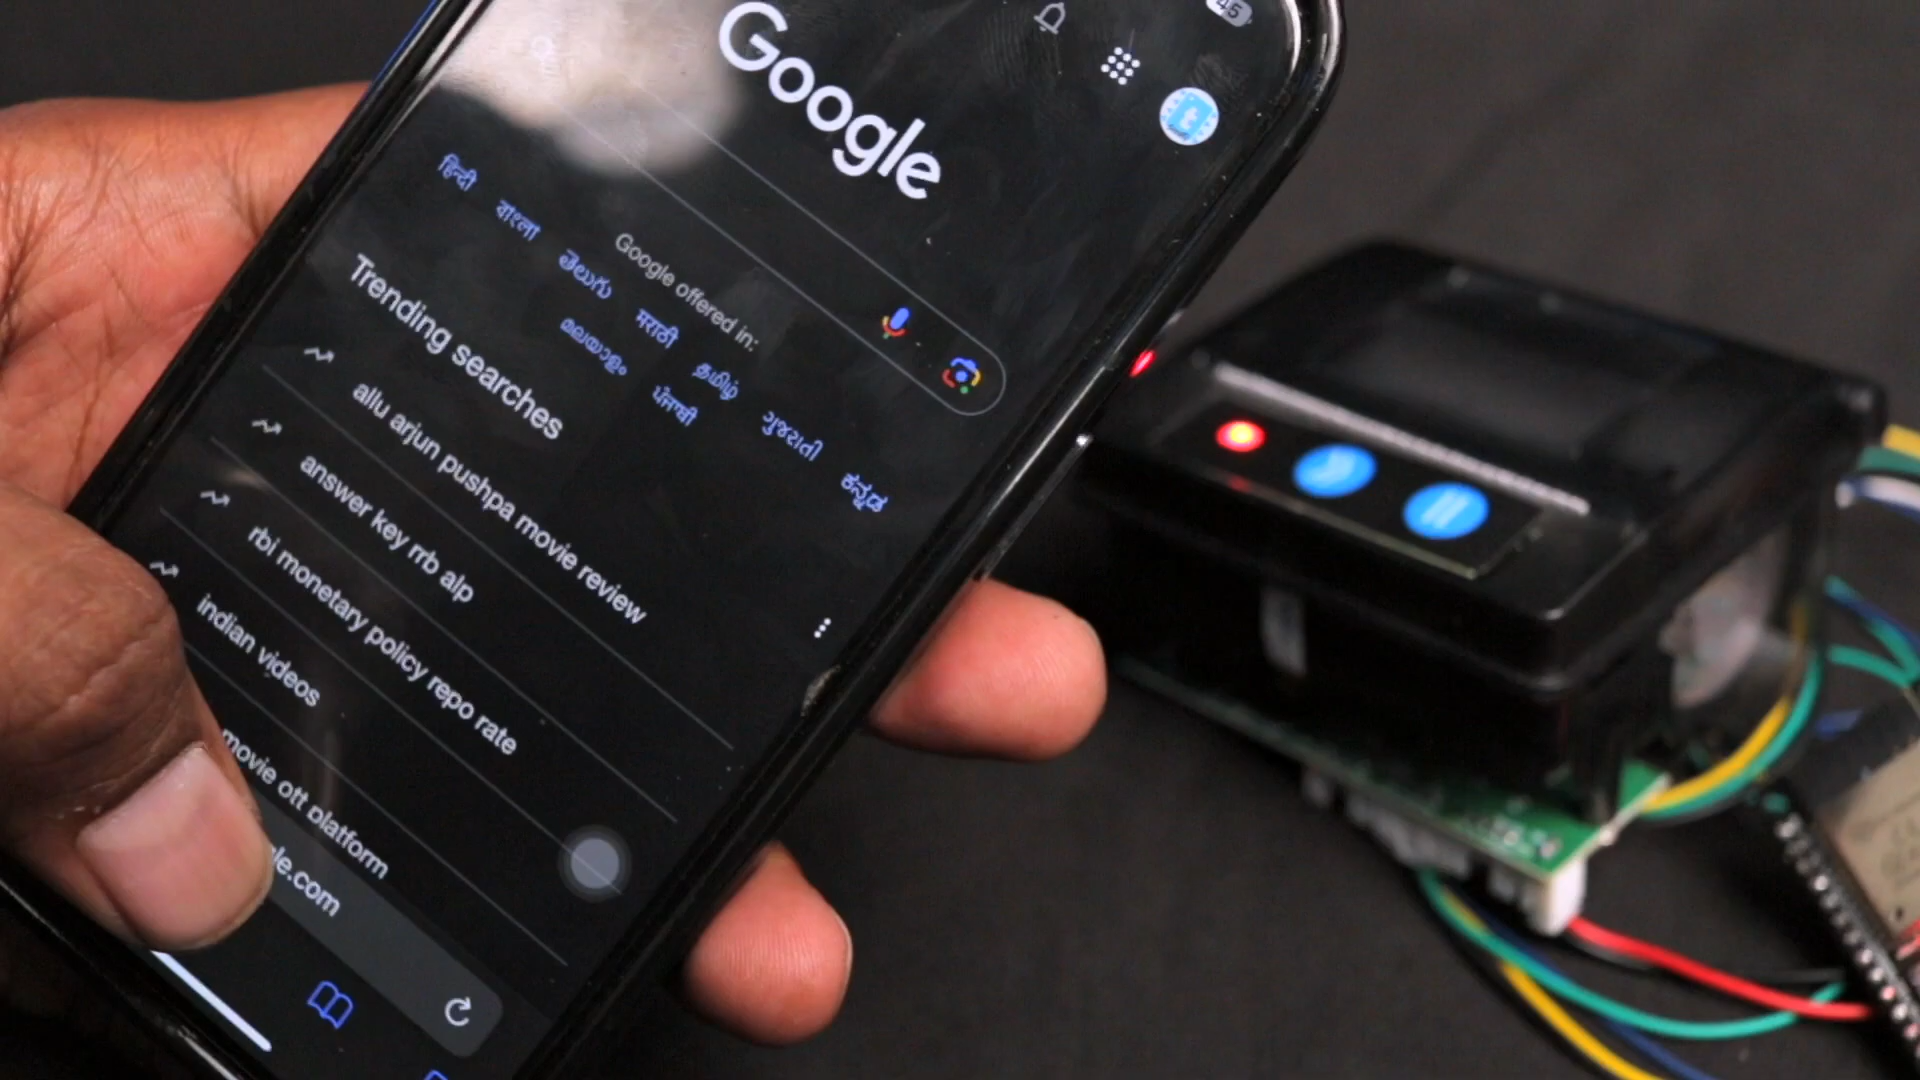 45
Google
t
Google offered in:
हिन्दी বাংলা తెలుగు मराठी தமிழ் ગુજરાતી ಕನ್ನಡ
മലയാളം ਪੰਜਾਬੀ
Trending searches
allu arjun pushpa movie review
answer key rrb alp
rbi monetary policy repo rate
indian videos
movie ott platform
le.com